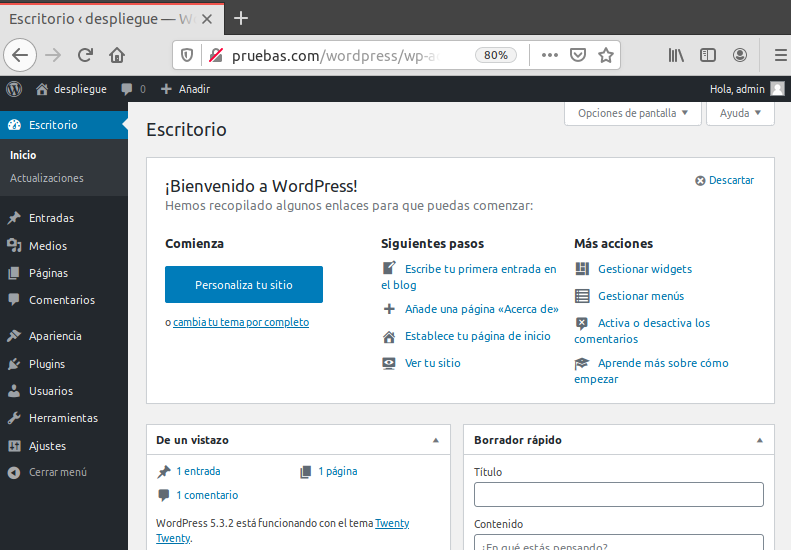 Escritorio ‹ despliegue — W
pruebas.com/wordpress/wp-a
80%
despliegue
0
Añadir
Hola, admin
Escritorio
Inicio
Actualizaciones
Entradas
Medios
Páginas
Comentarios
Apariencia
Plugins
Usuarios
Herramientas
Ajustes
Cerrar menú
Opciones de pantalla
Ayuda
Escritorio
¡Bienvenido a WordPress!
Descartar
Hemos recopilado algunos enlaces para que puedas comenzar:
Comienza
Personaliza tu sitio
o cambia tu tema por completo
Siguientes pasos
Escribe tu primera entrada en
el blog
Añade una página «Acerca de»
Establece tu página de inicio
Ver tu sitio
Más acciones
Gestionar widgets
Gestionar menús
Activa o desactiva los
comentarios
Aprende más sobre cómo
empezar
De un vistazo
1 entrada
1 página
1 comentario
WordPress 5.3.2 está funcionando con el tema Twenty
Twenty.
Borrador rápido
Título
Contenido
¿En qué estás pensando?